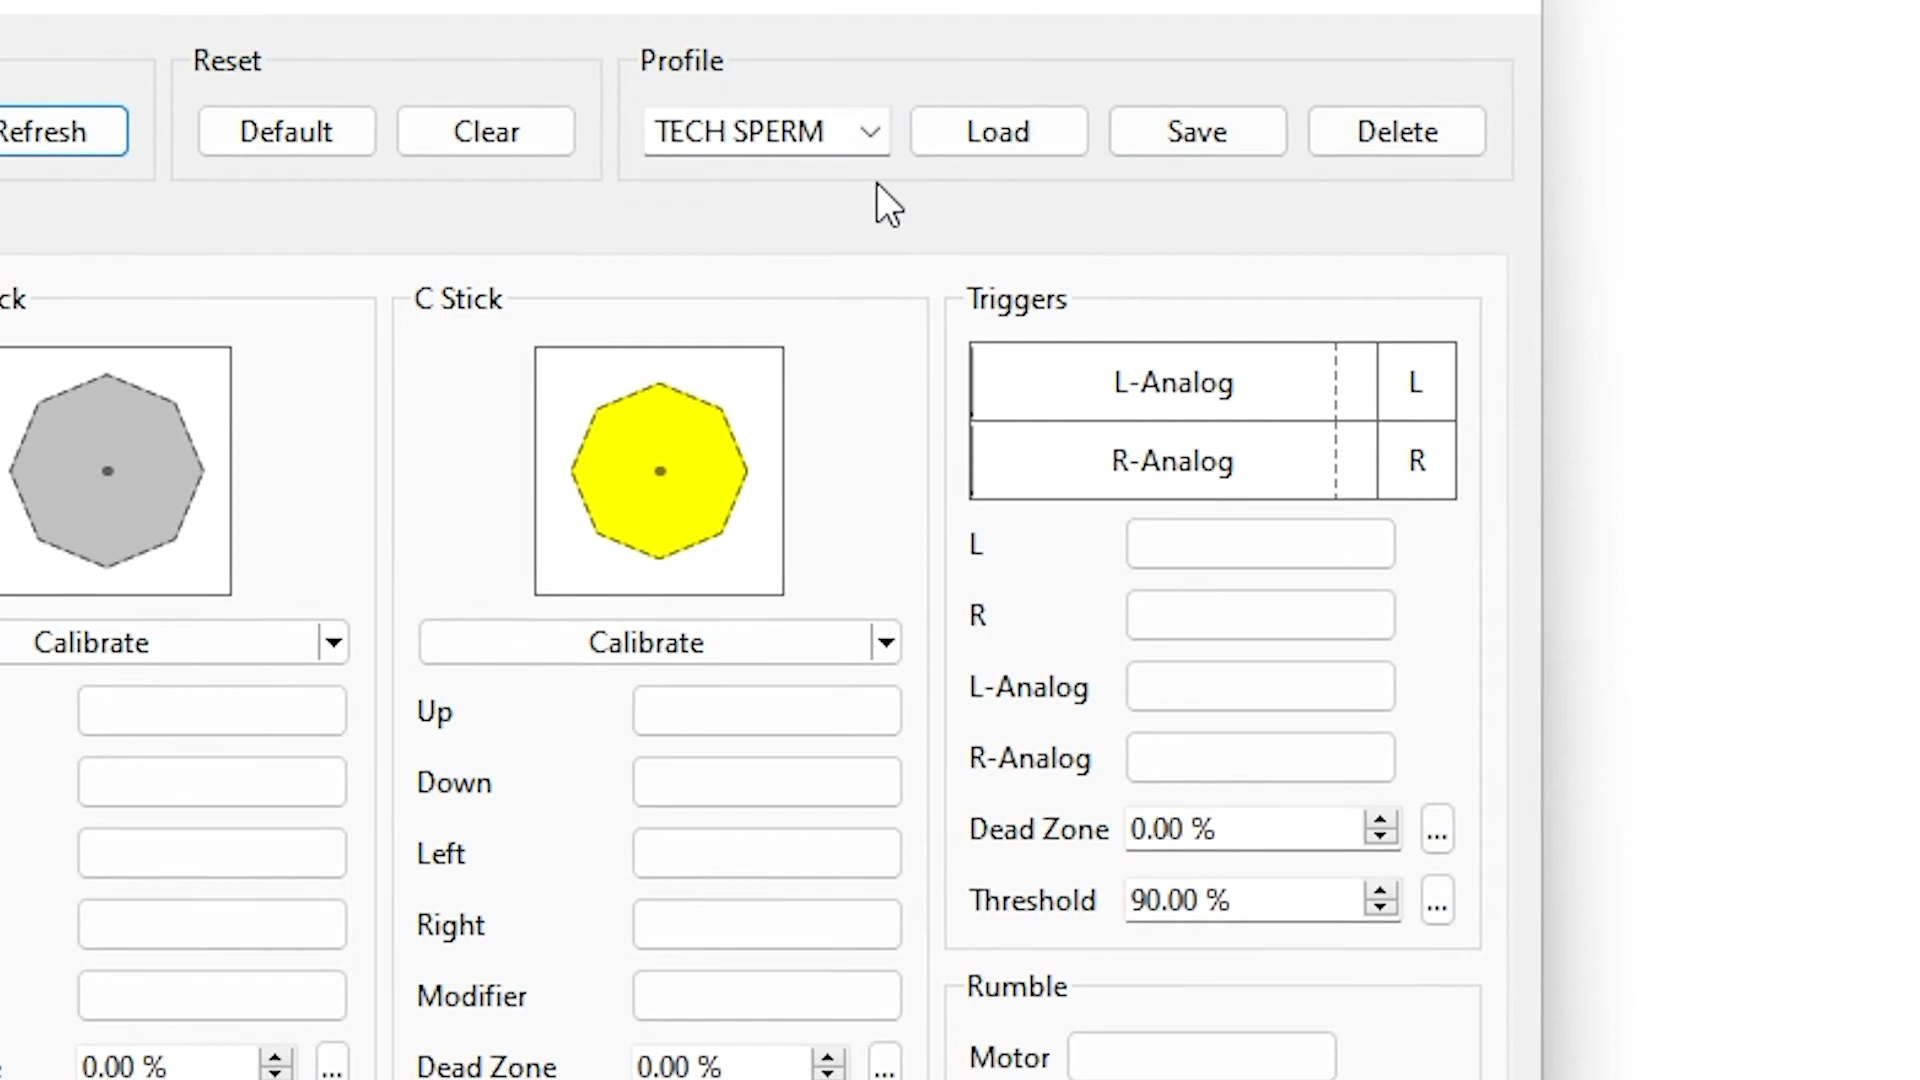 Reset
Profile
Refresh
Default
Clear
TECH SPERM
Load
Save
Delete
ck
C Stick
Triggers
L-Analog
L
R-Analog
R
Calibrate
Calibrate
L
R
L-Analog
R-Analog
Up
Down
Left
Right
Modifier
Dead Zone 0.00 % ...
Threshold 90.00 % ...
Rumble
Motor
0.00 % ...
Dead Zone 0.00 % ...